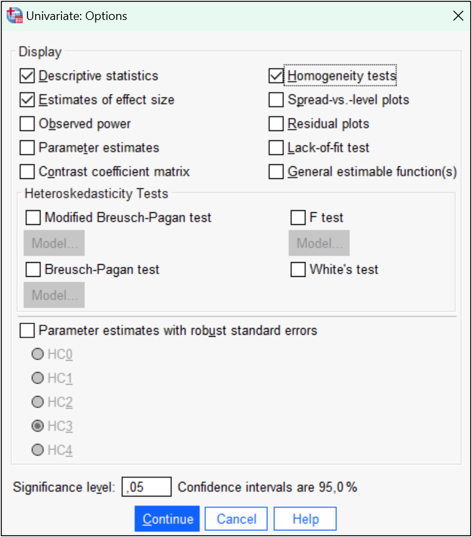 Univariate: Options
Display
Descriptive statistics
Homogeneity tests
Estimates of effect size
Spread-vs.-level plots
Observed power
Residual plots
Parameter estimates
Lack-of-fit test
Contrast coefficient matrix
General estimable function(s)
Heteroskedasticity Tests
Modified Breusch-Pagan test
F test
Model...
Model...
Breusch-Pagan test
White's test
Model...
Parameter estimates with robust standard errors
HC0
HC1
HC2
HC3
HC4
Significance level: ,05 Confidence intervals are 95,0 %
Continue Cancel Help